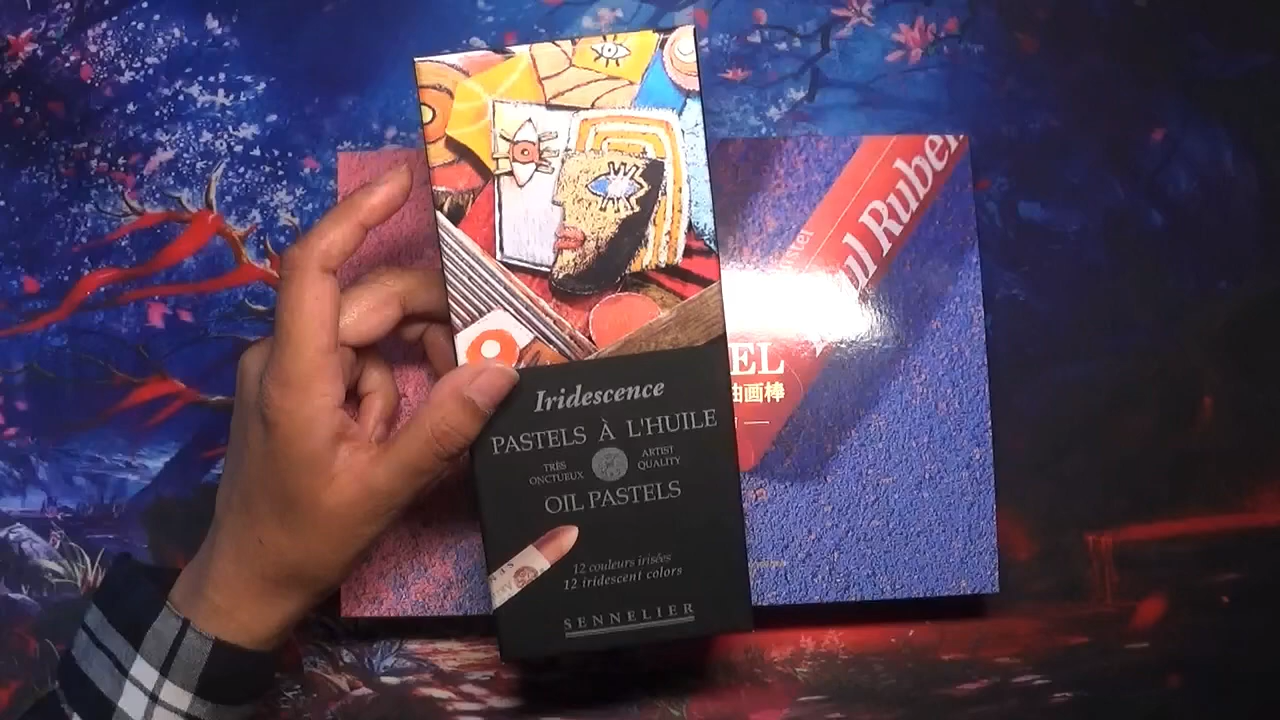 Iridescence
PASTELS À L'HUILE
TRÈS
ONCTUEUX
ARTIST
QUALITY
OIL PASTELS
12 couleurs irisées
12 iridescent colors
SENNELIER
ul Ruben
stel
EL
油画棒